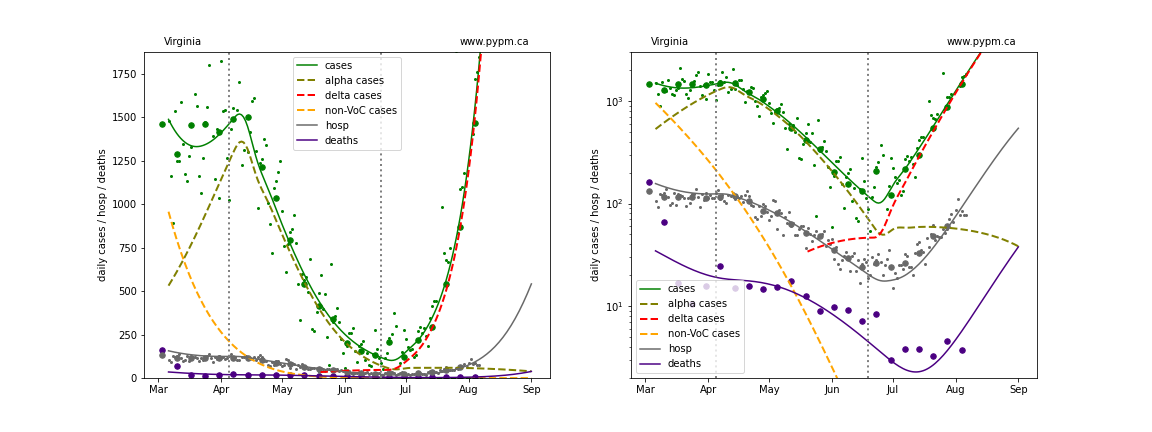 Virginia www.pypm.ca
daily cases / hosp / deaths
1750
1500
1250
1000
750
500
250
0
cases
alpha cases
delta cases
non-VoC cases
hosp
deaths
Mar Apr May Jun Jul Aug Sep
Virginia www.pypm.ca
daily cases / hosp / deaths
10³
10²
10¹
cases
alpha cases
delta cases
non-VoC cases
hosp
deaths
Mar Apr May Jun Jul Aug Sep